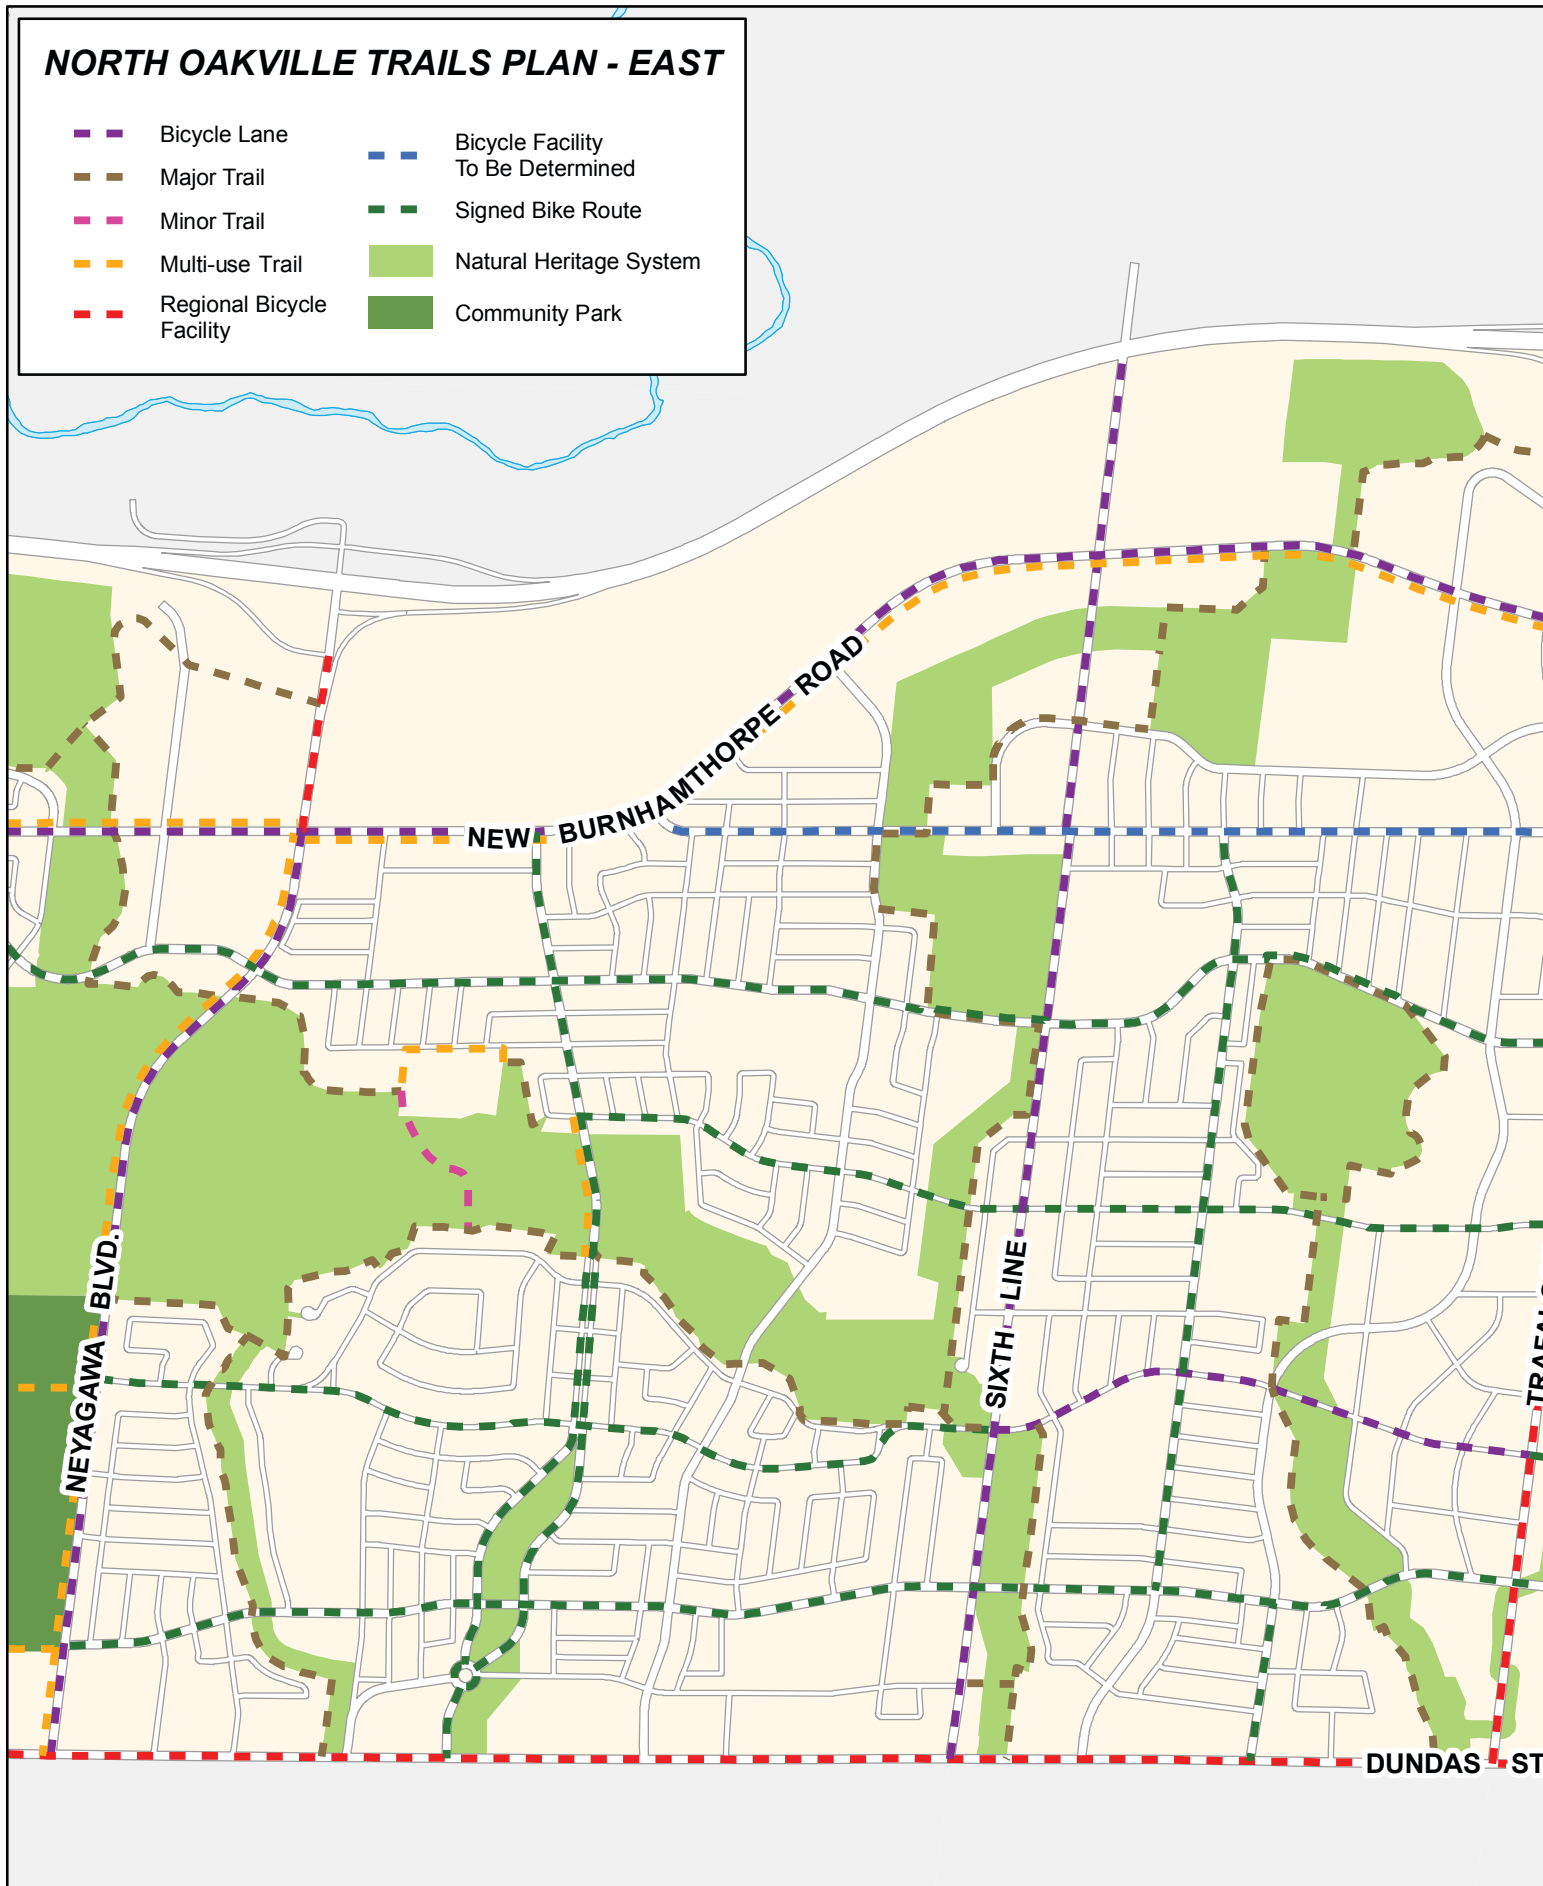 NORTH OAKVILLE TRAILS PLAN - EAST
Bicycle Lane
Major Trail
Minor Trail
Multi-use Trail
Regional Bicycle
Facility
Bicycle Facility
To Be Determined
Signed Bike Route
Natural Heritage System
Community Park
NEW BURNHAMTHORPE ROAD
NEYAGAWA BLVD.
SIXTH LINE
DUNDAS ST